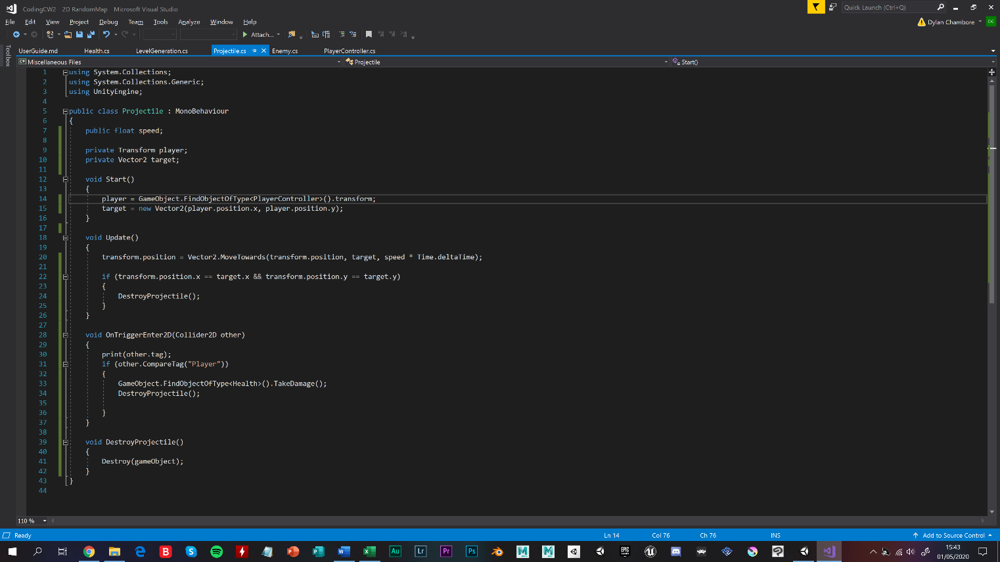 CodingCW2 2D RandomMap Microsoft Visual Studio
Quick Launch (Ctrl+Q)
File Edit View Project Debug Team Tools Analyze Window Help
Dylan Chambore DC
Attach...
Toolbox
UserGuide.md Health.cs LevelGeneration.cs Projectile.cs Enemy.cs PlayerController.cs
Miscellaneous Files Projectile Start()
1 using System.Collections;
2 using System.Collections.Generic;
3 using UnityEngine;
4
5 public class Projectile : MonoBehaviour
6 {
7 public float speed;
8
9 private Transform player;
10 private Vector2 target;
11
12 void Start()
13 {
14 player = GameObject.FindObjectOfType<PlayerController>().transform;
15 target = new Vector2(player.position.x, player.position.y);
16 }
17
18 void Update()
19 {
20 transform.position = Vector2.MoveTowards(transform.position, target, speed * Time.deltaTime);
21
22 if (transform.position.x == target.x && transform.position.y == target.y)
23 {
24 DestroyProjectile();
25 }
26 }
27
28 void OnTriggerEnter2D(Collider2D other)
29 {
30 print(other.tag);
31 if (other.CompareTag("Player"))
32 {
33 GameObject.FindObjectOfType<Health>().TakeDamage();
34 DestroyProjectile();
35
36 }
37 }
38
39 void DestroyProjectile()
40 {
41 Destroy(gameObject);
42 }
43 }
44
110 %
Ready Ln 14 Col 76 Ch 76 INS Add to Source Control
B S P P W X Au Lr Pr Ps M M EPIC GAMES 15:43
01/05/2020